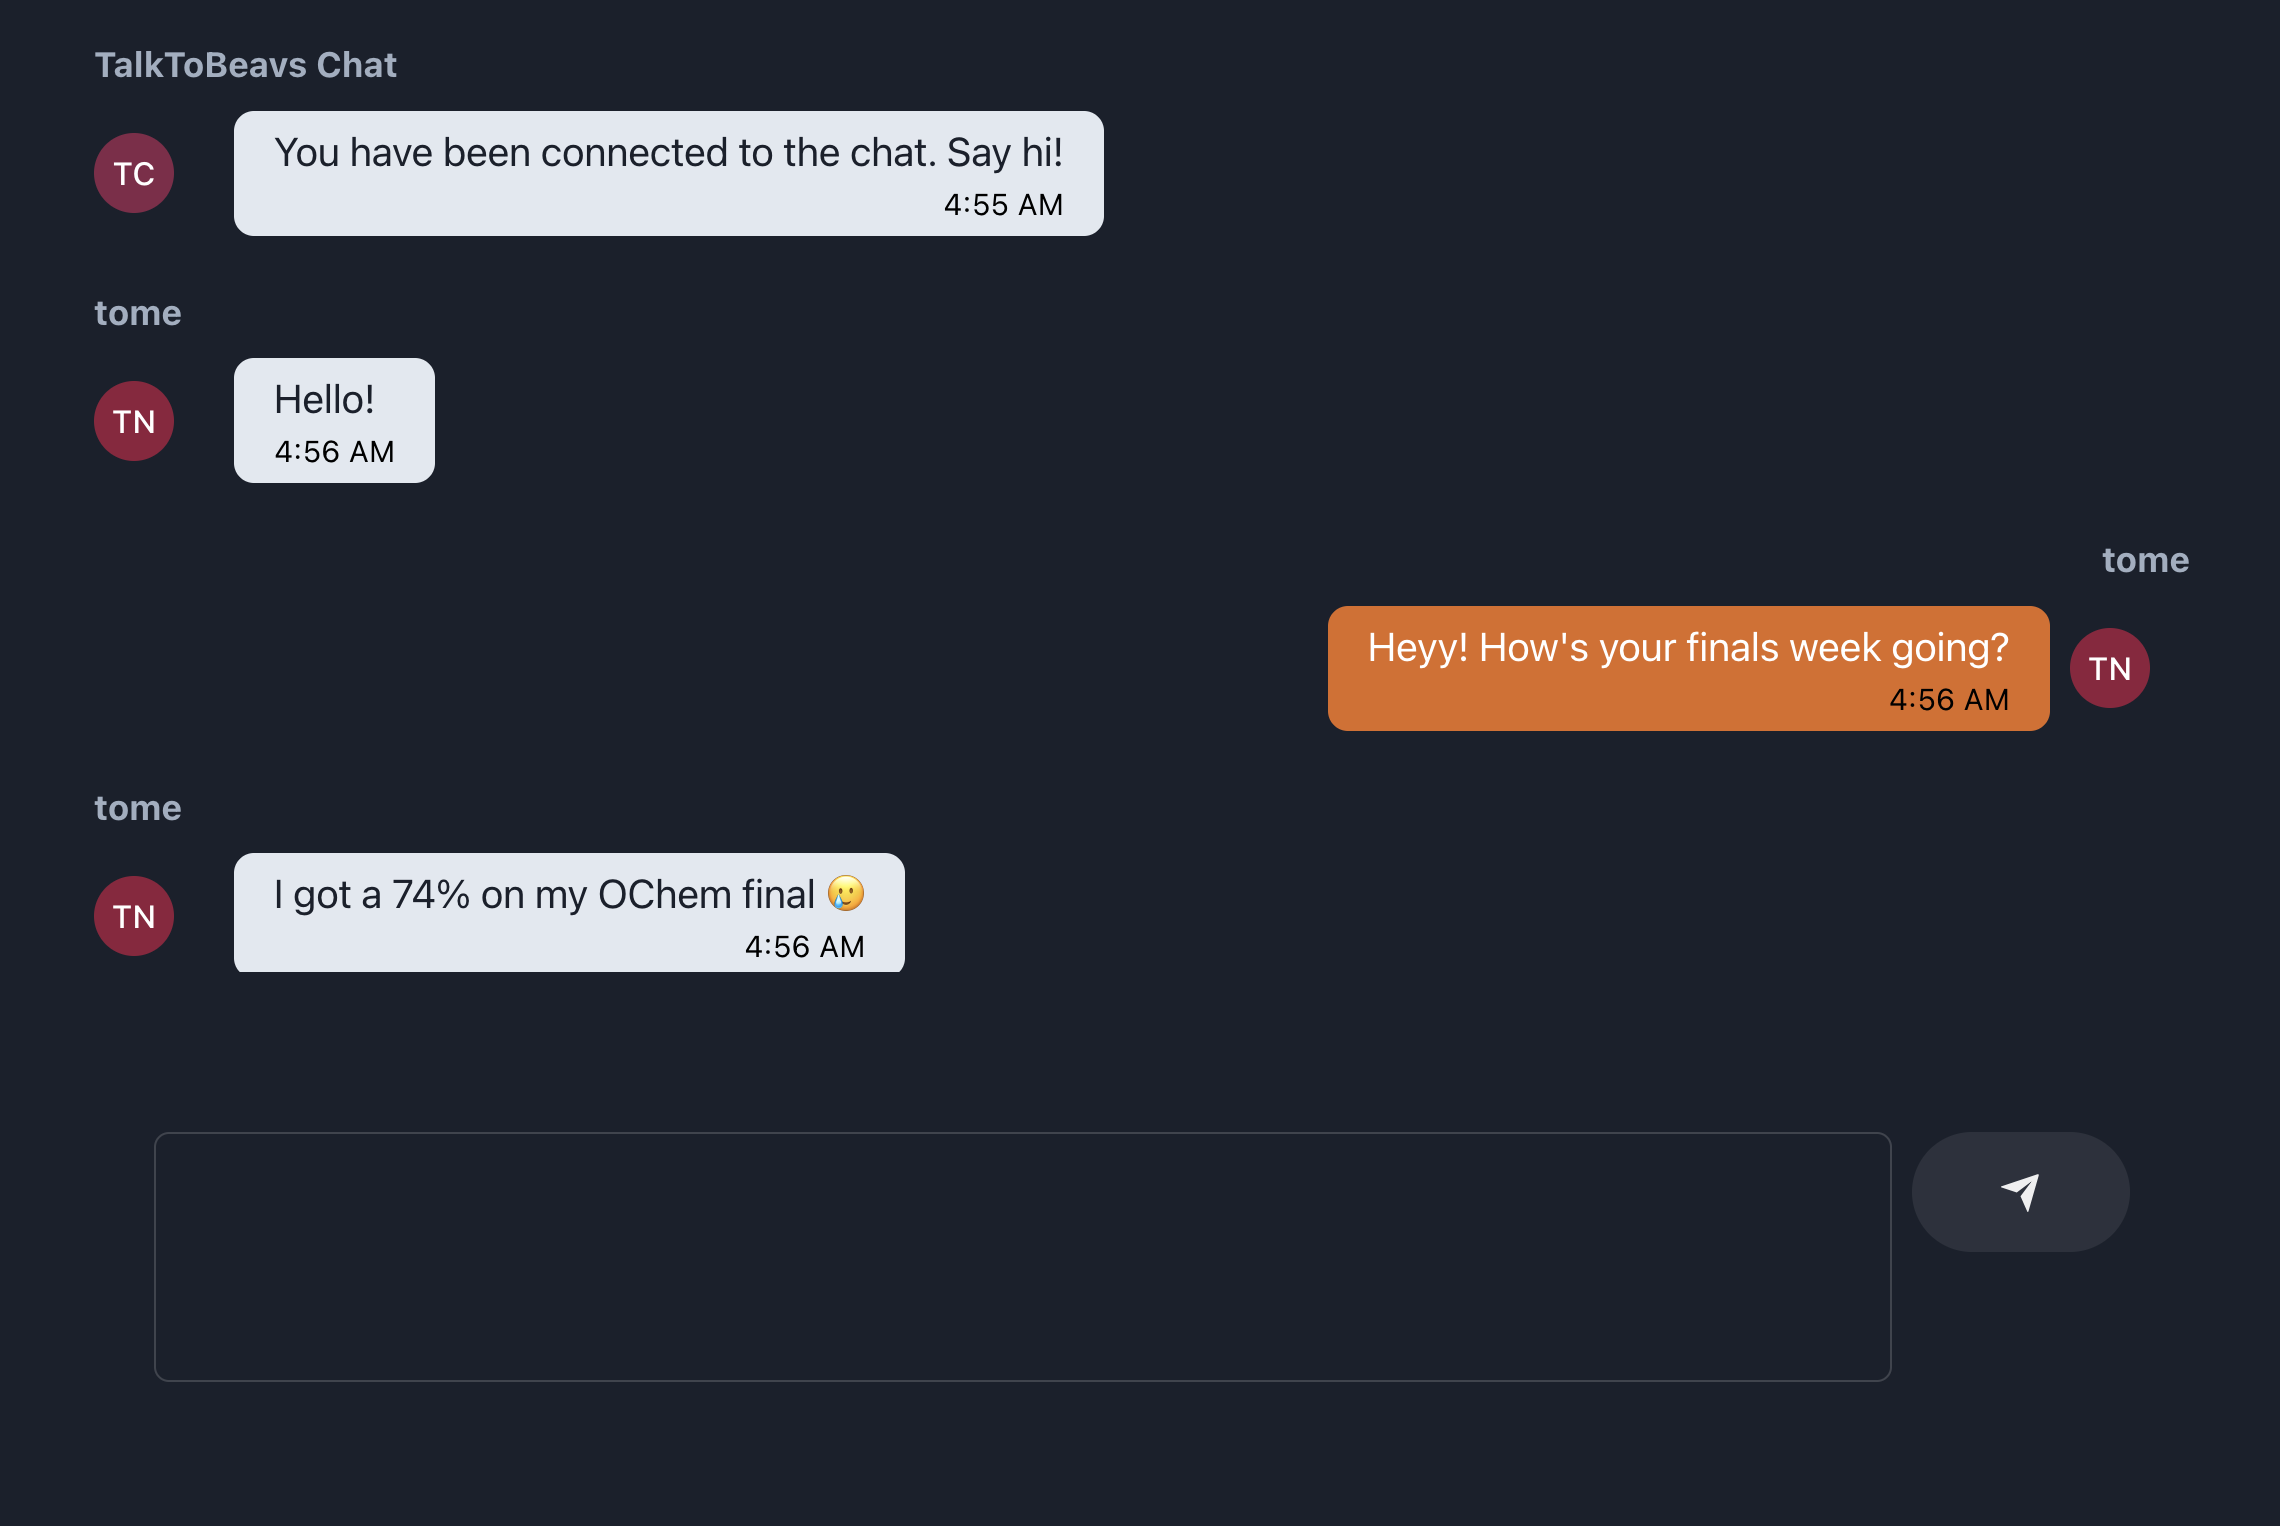 TalkToBeavs Chat
TC
You have been connected to the chat. Say hi!
4:55 AM
tome
TN
Hello!
4:56 AM
tome
Heyy! How's your finals week going?
4:56 AM
TN
tome
TN
I got a 74% on my OChem final 🥲
4:56 AM